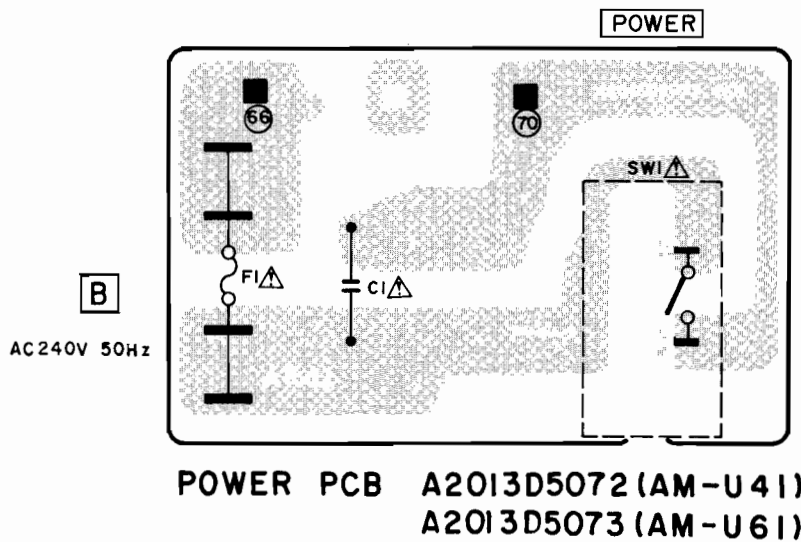 POWER
66
70
SW1⚠
F1⚠
C1⚠
B
AC240V 50Hz
POWER PCB A2013D5072(AM-U41)
A2013D5073(AM-U61)